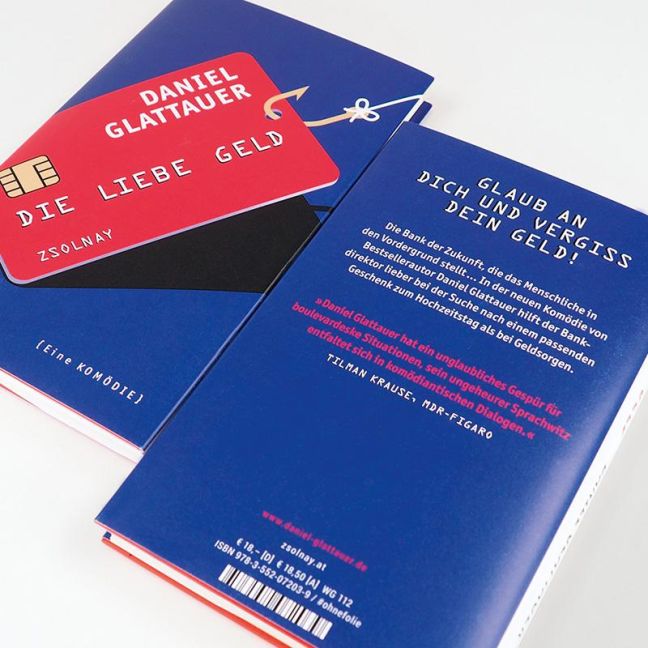 DANIEL
GLATTAUER
DIE LIEBE GELD
ZSOLNAY
[Eine KOMÖDIE]
GLAUB AN
DICH UND VERGISS
DEIN GELD!
Die Bank der Zukunft, die das Menschliche in
den Vordergrund stellt ... In der neuen Komödie von
Bestsellerautor Daniel Glattauer hilft der Bank-
direktor lieber bei der Suche nach einem passenden
Geschenk zum Hochzeitstag als bei Geldsorgen.
»Daniel Glattauer hat ein unglaubliches Gespür für
boulevardeske Situationen, sein ungeheurer Sprachwitz
entfaltet sich in komödiantischen Dialogen.«
TILMAN KRAUSE, MDR-FIGARO
www.daniel-glattauer.de
zsolnay.at
€ 18,– [D] € 18,50 [A] WG 112
ISBN 978-3-552-07203-9 / #ohnefolie